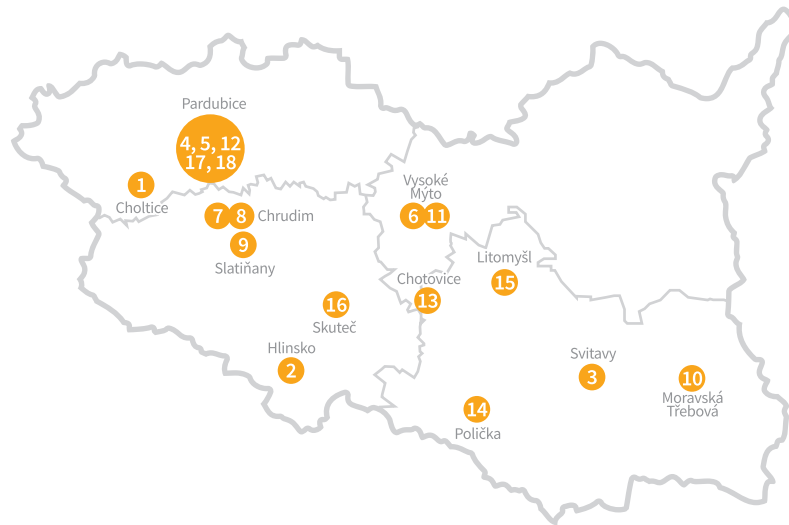 Pardubice
4, 5, 12
17, 18
1
Choltice
7
8
Chrudim
9
Slatiňany
Vysoké
Mýto
6
11
Litomyšl
15
Chotovice
13
16
Skuteč
Hlinsko
2
Svitavy
3
10
Moravská
Třebová
14
Polička